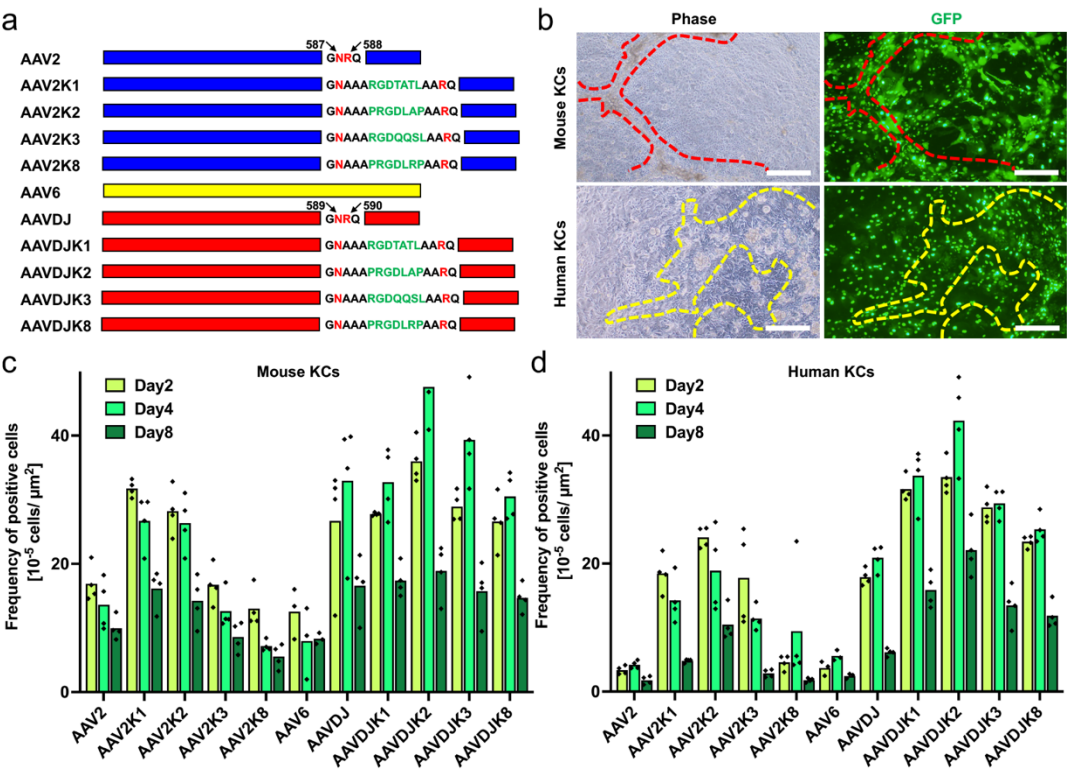 a
587 588
AAV2 GNRQ
AAV2K1 GNAAARGDTATLAARQ
AAV2K2 GNAAAPRGDLAPAARQ
AAV2K3 GNAAARGDQQSLAARQ
AAV2K8 GNAAAPRGDLRPAARQ
AAV6
589 590
AAVDJ GNRQ
AAVDJK1 GNAAARGDTATLAARQ
AAVDJK2 GNAAAPRGDLAPAARQ
AAVDJK3 GNAAARGDQQSLAARQ
AAVDJK8 GNAAAPRGDLRPAARQ
b
Phase GFP
Mouse KCs
Human KCs
c
Mouse KCs
Day2
Day4
Day8
Frequency of positive cells
[10-5 cells/ μm2]
40
20
0
AAV2
AAV2K1
AAV2K2
AAV2K3
AAV2K8
AAV6
AAVDJ
AAVDJK1
AAVDJK2
AAVDJK3
AAVDJK8
d
Human KCs
Day2
Day4
Day8
Frequency of positive cells
[10-5 cells/ μm2]
40
20
0
AAV2
AAV2K1
AAV2K2
AAV2K3
AAV2K8
AAV6
AAVDJ
AAVDJK1
AAVDJK2
AAVDJK3
AAVDJK8